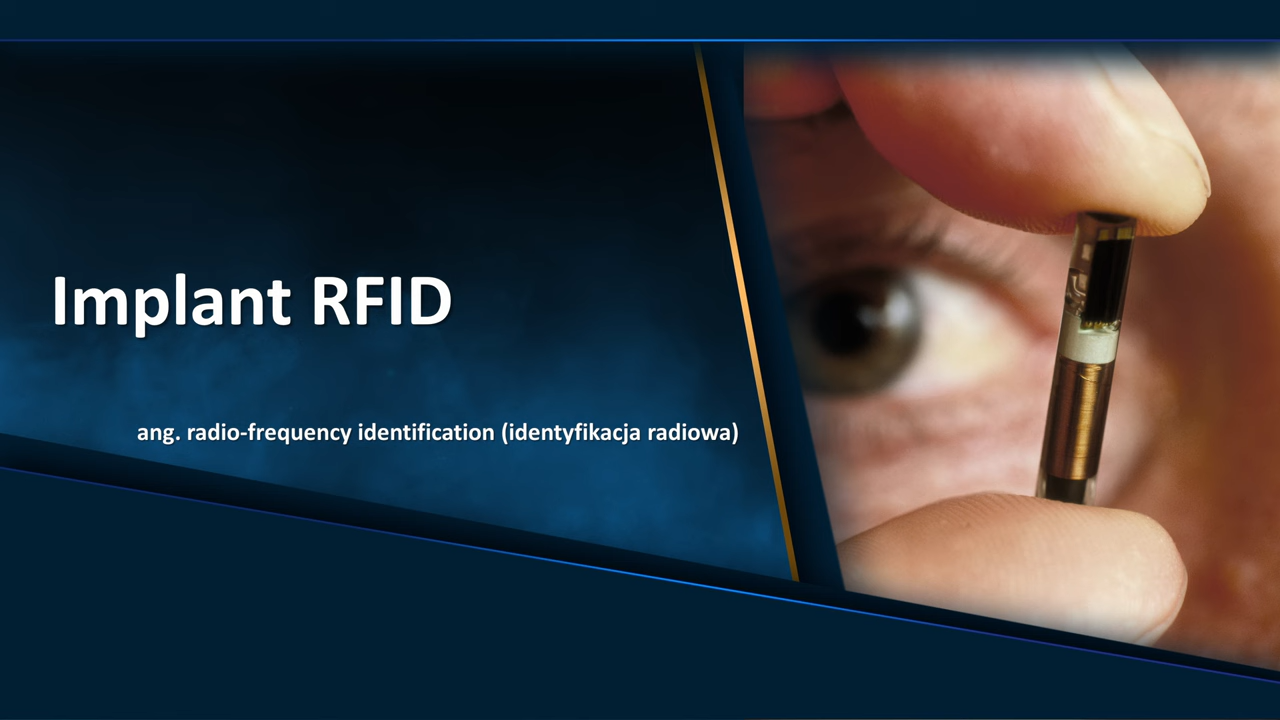 Implant RFID
ang. radio-frequency identification (identyfikacja radiowa)